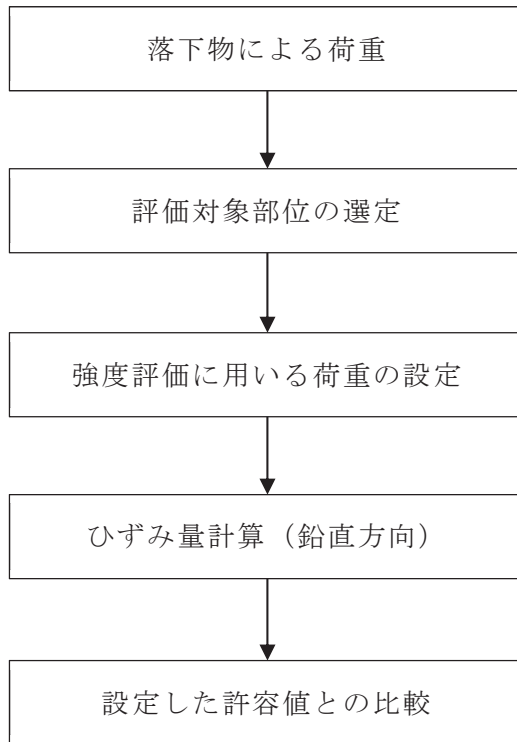 落下物による荷重
評価対象部位の選定
強度評価に用いる荷重の設定
ひずみ量計算（鉛直方向）
設定した許容値との比較